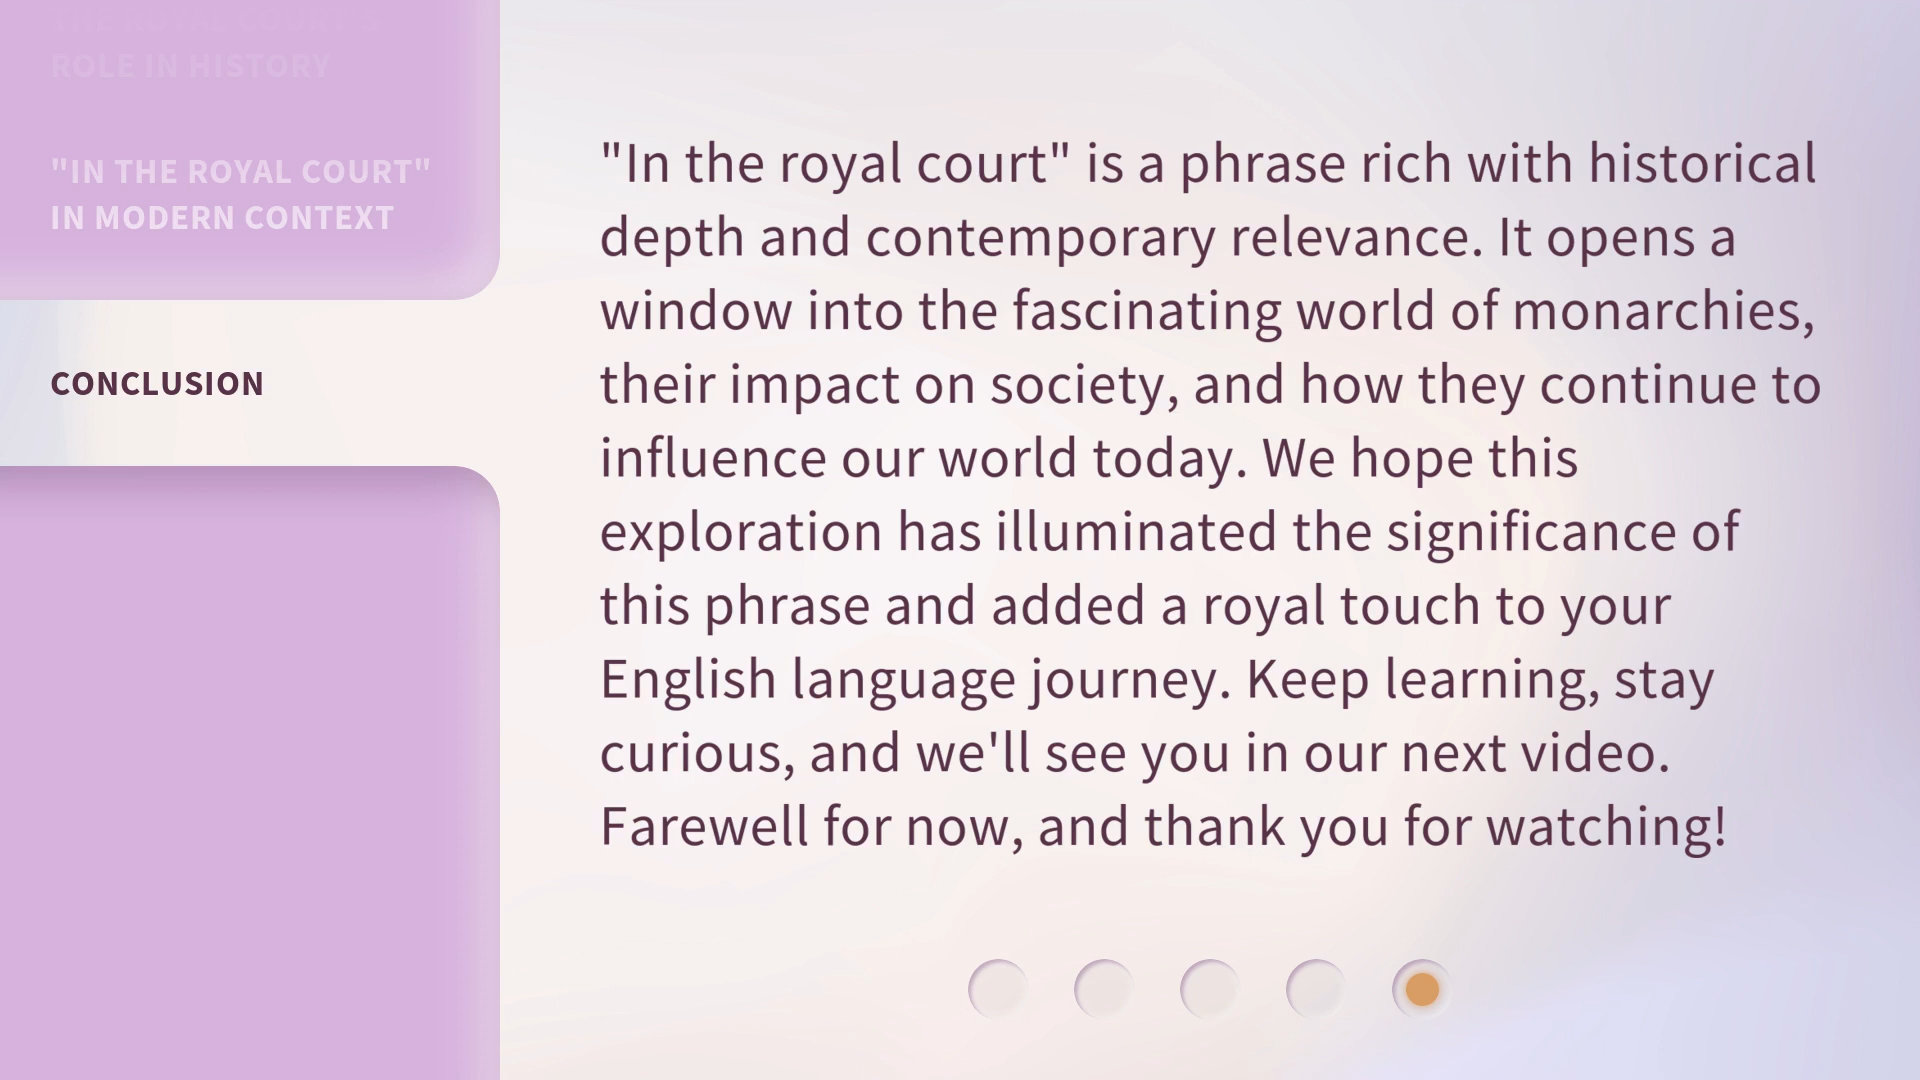 THE ROYAL COURT'S
ROLE IN HISTORY
"IN THE ROYAL COURT"
IN MODERN CONTEXT
CONCLUSION
"In the royal court" is a phrase rich with historical
depth and contemporary relevance. It opens a
window into the fascinating world of monarchies,
their impact on society, and how they continue to
influence our world today. We hope this
exploration has illuminated the significance of
this phrase and added a royal touch to your
English language journey. Keep learning, stay
curious, and we'll see you in our next video.
Farewell for now, and thank you for watching!